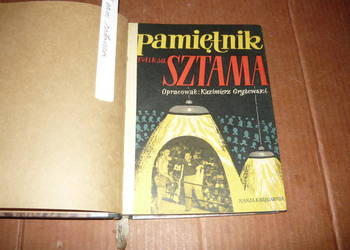 pamiętnik
FELIKSA
SZTAMA
Opracował: Kazimierz Gryżewski
NASZA KSIĘGARNIA